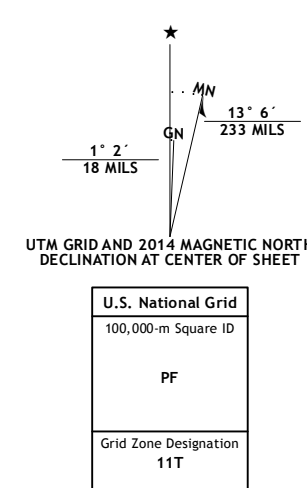 ★
MN
GN
13° 6´
233 MILS
1° 2´
18 MILS
UTM GRID AND 2014 MAGNETIC NORTH
DECLINATION AT CENTER OF SHEET
U.S. National Grid
100,000-m Square ID
PF
Grid Zone Designation
11T